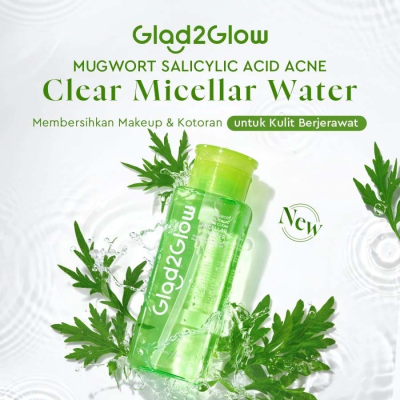 Glad2Glow
MUGWORT SALICYLIC ACID ACNE
Clear Micellar Water
Membersihkan Makeup & Kotoran untuk Kulit Berjerawat
New
Glad2Glow